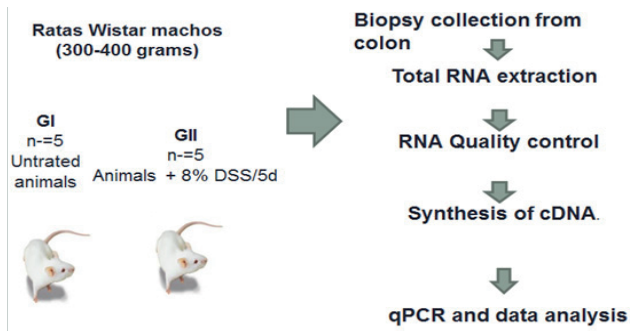 Ratas Wistar machos
(300-400 grams)
GI
n-=5
Untrated
animals
GII
n-=5
Animals + 8% DSS/5d
Biopsy collection from
colon
Total RNA extraction
RNA Quality control
Synthesis of cDNA.
qPCR and data analysis